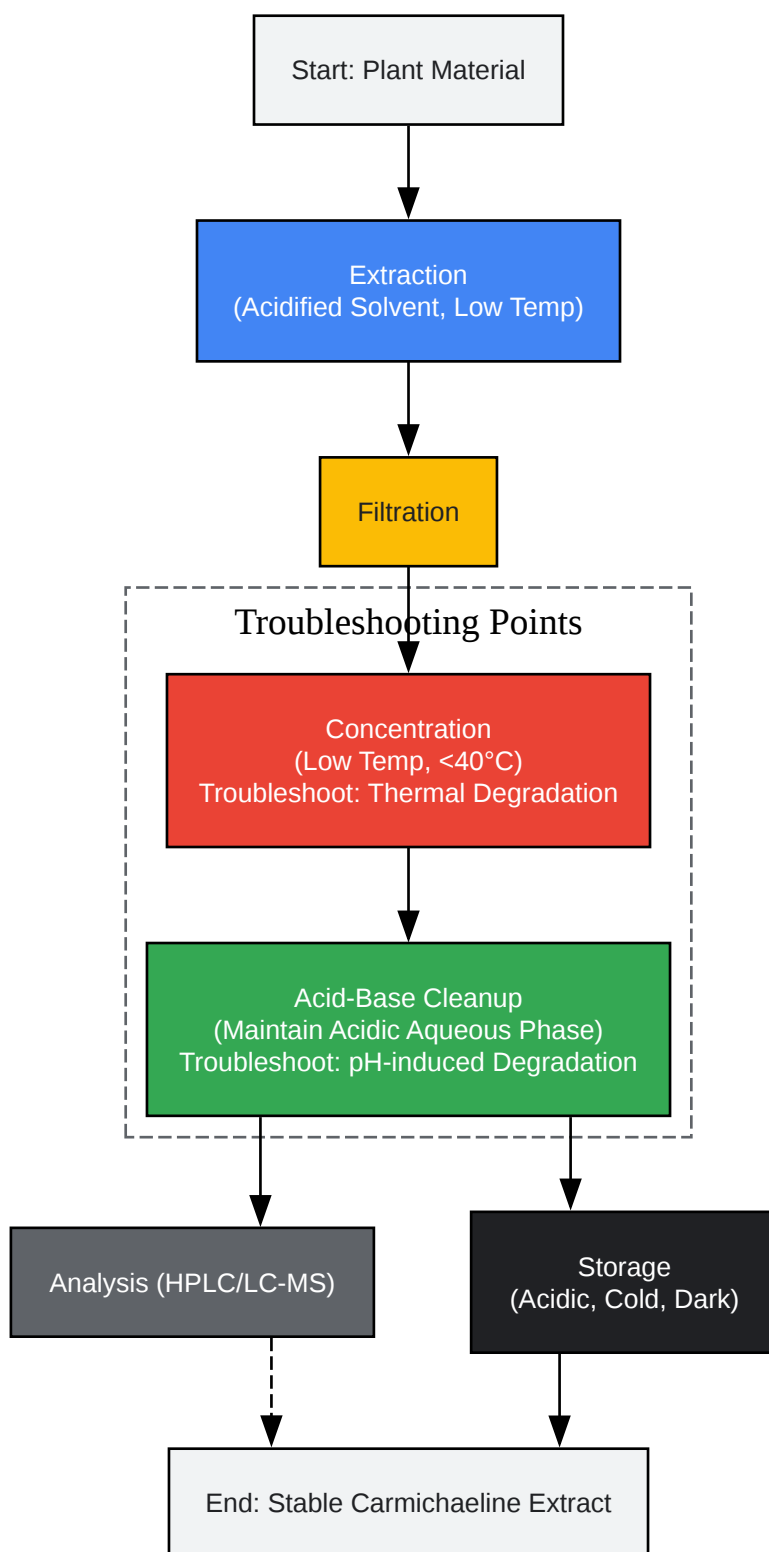 Start: Plant Material
Extraction
(Acidified Solvent, Low Temp)
Filtration
Troubleshooting Points
Concentration
(Low Temp, <40°C)
Troubleshoot: Thermal Degradation
Acid-Base Cleanup
(Maintain Acidic Aqueous Phase)
Troubleshoot: pH-induced Degradation
Analysis (HPLC/LC-MS)
Storage
(Acidic, Cold, Dark)
End: Stable Carmichaeline Extract